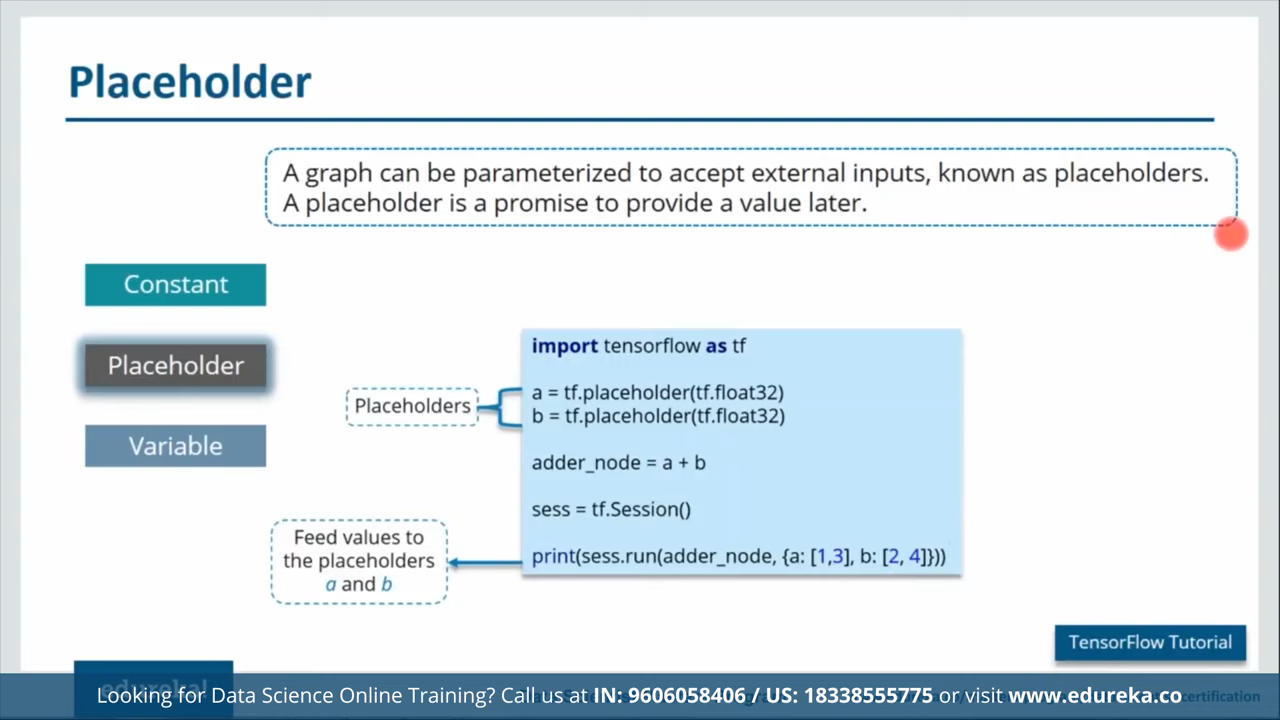 Placeholder
A graph can be parameterized to accept external inputs, known as placeholders.
A placeholder is a promise to provide a value later.
Constant
Placeholder
Variable
Placeholders
import tensorflow as tf
a = tf.placeholder(tf.float32)
b = tf.placeholder(tf.float32)
adder_node = a + b
sess = tf.Session()
print(sess.run(adder_node, {a: [1,3], b: [2, 4]}))
Feed values to
the placeholders
a and b
TensorFlow Tutorial
edureka!
Looking for Data Science Online Training? Call us at IN: 9606058406 / US: 18338555775 or visit www.edureka.co
certification